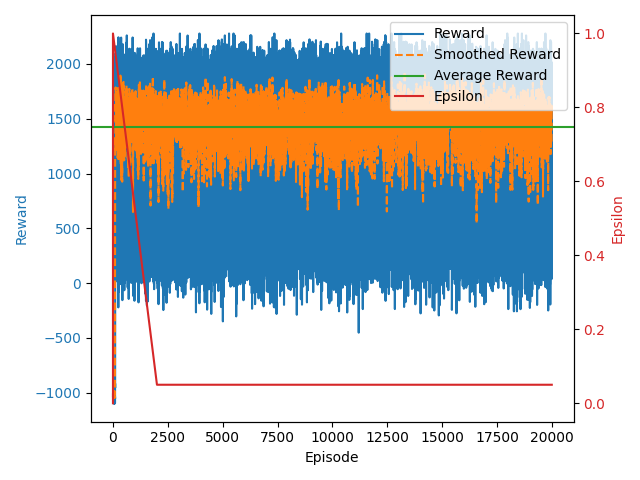 Reward
Smoothed Reward
Average Reward
Epsilon
2000
1500
1000
500
0
−500
−1000
Reward
1.0
0.8
0.6
0.4
0.2
0.0
Epsilon
0 2500 5000 7500 10000 12500 15000 17500 20000
Episode